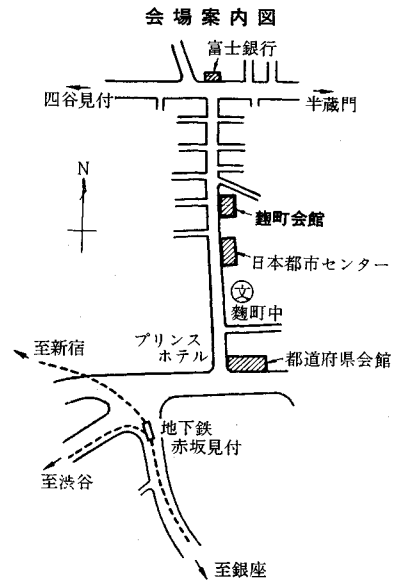 会場案内図
富士銀行
四谷見付
半蔵門
N
麴町会館
日本都市センター
文
麴町中
プリンス
ホテル
都道府県会館
至新宿
地下鉄
赤坂見付
至渋谷
至銀座